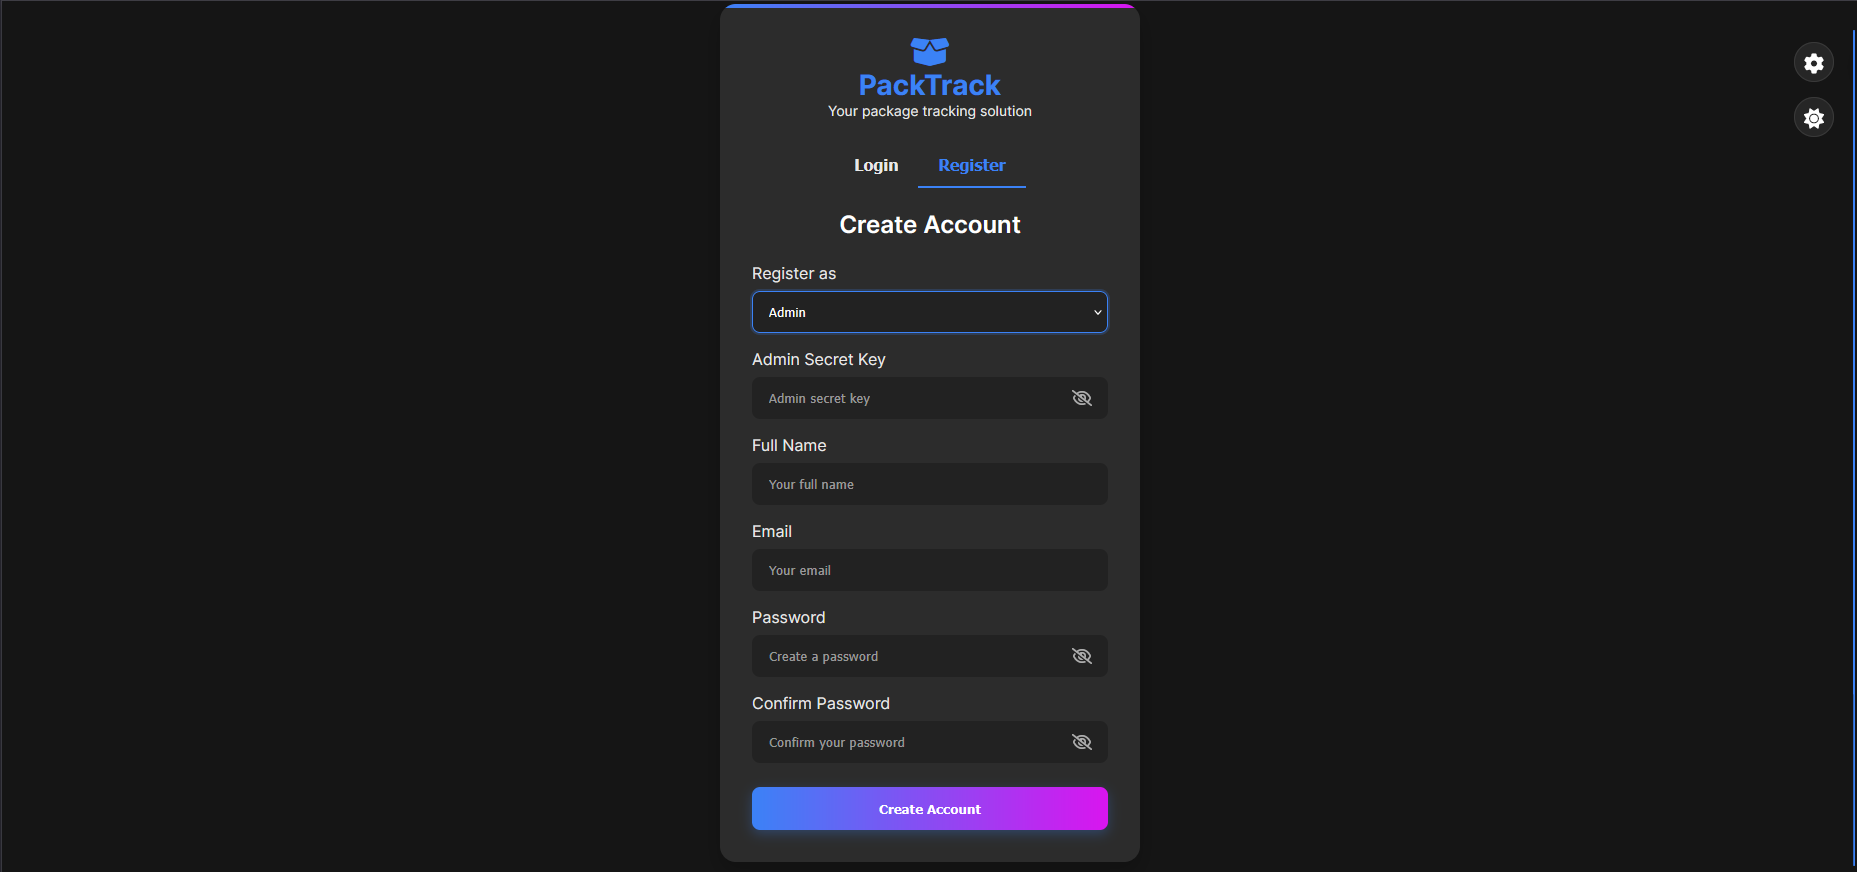 PackTrack
Your package tracking solution
Login Register
Create Account
Register as
Admin
Admin Secret Key
Admin secret key
Full Name
Your full name
Email
Your email
Password
Create a password
Confirm Password
Confirm your password
Create Account